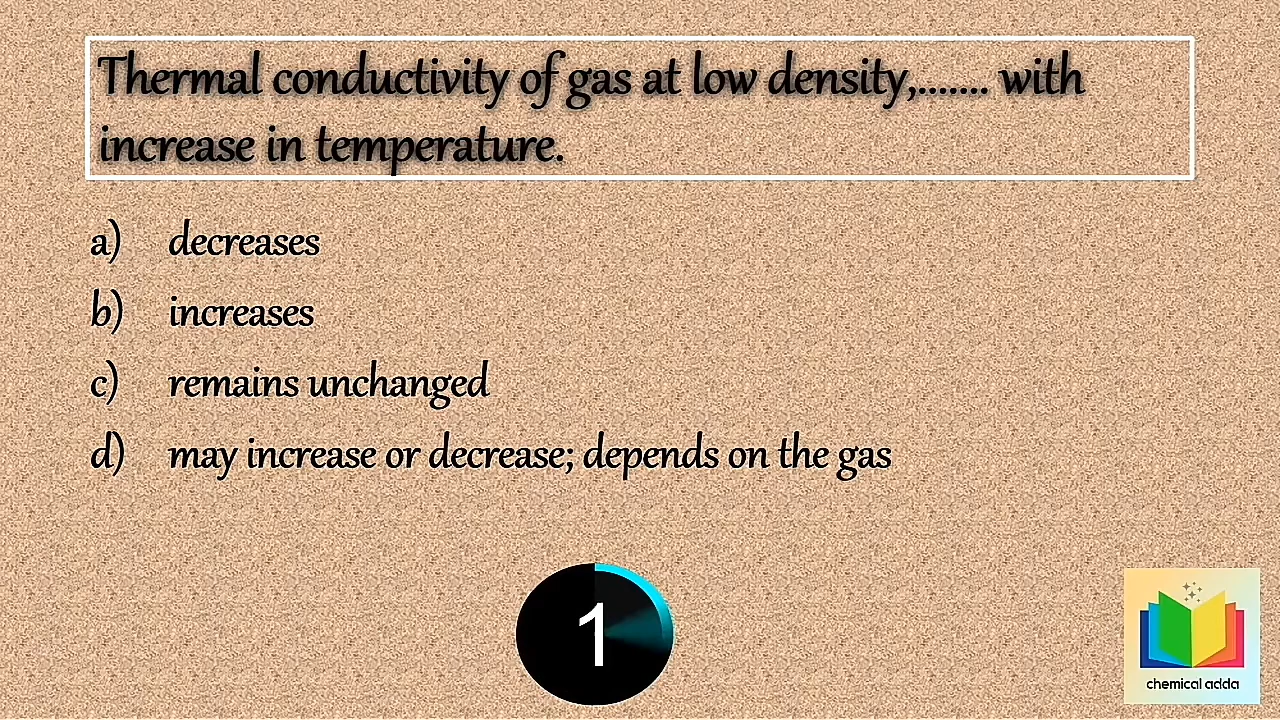 Thermal conductivity of gas at low density,....... with
increase in temperature.
a) decreases
b) increases
c) remains unchanged
d) may increase or decrease; depends on the gas
1
chemical adda